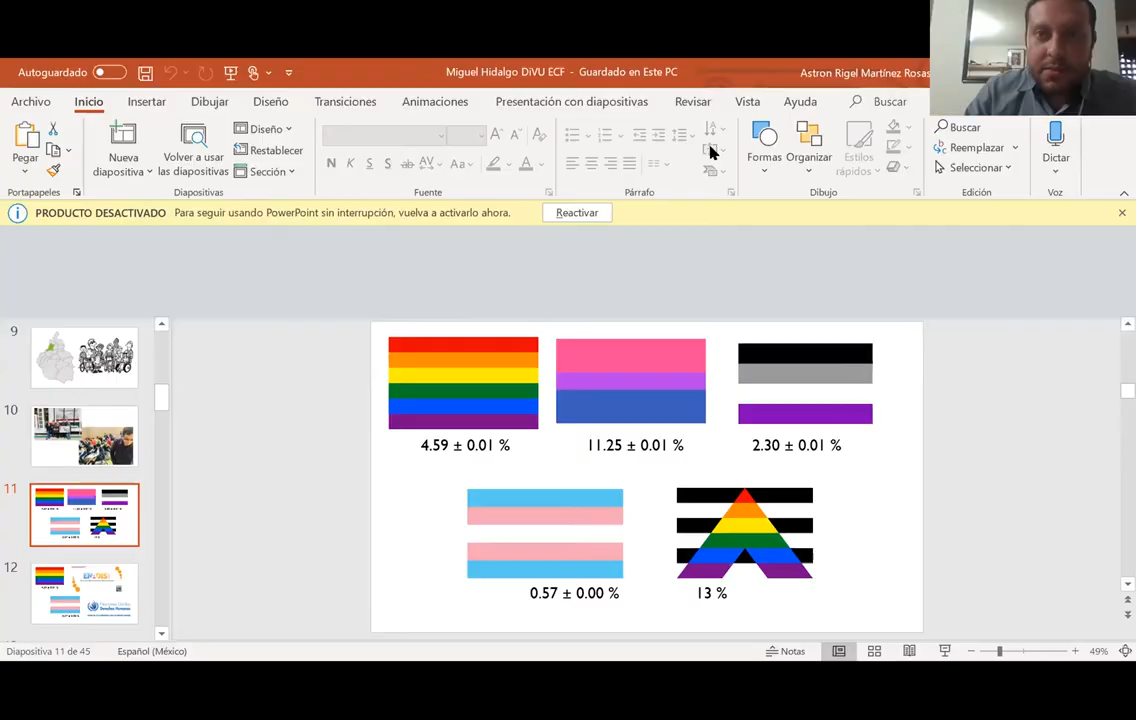 Autoguardado
Miguel Hidalgo DiVU ECF - Guardado en Este PC
Astron Rigel Martínez Rosas
Archivo Inicio Insertar Dibujar Diseño Transiciones Animaciones Presentación con diapositivas Revisar Vista Ayuda Buscar
Pegar
Nueva diapositiva
Volver a usar las diapositivas
Diseño
Restablecer
Sección
N K S S ab AV Aa A
Formas
Organizar
Estilos rápidos
Buscar
Reemplazar
Seleccionar
Dictar
Portapapeles Diapositivas Fuente Párrafo Dibujo Edición Voz
PRODUCTO DESACTIVADO Para seguir usando PowerPoint sin interrupción, vuelva a activarlo ahora. Reactivar
9
10
11
12
4.59 ± 0.01 % 11.25 ± 0.01 % 2.30 ± 0.01 %
0.57 ± 0.00 % 13 %
Diapositiva 11 de 45 Español (México) Notas 49%